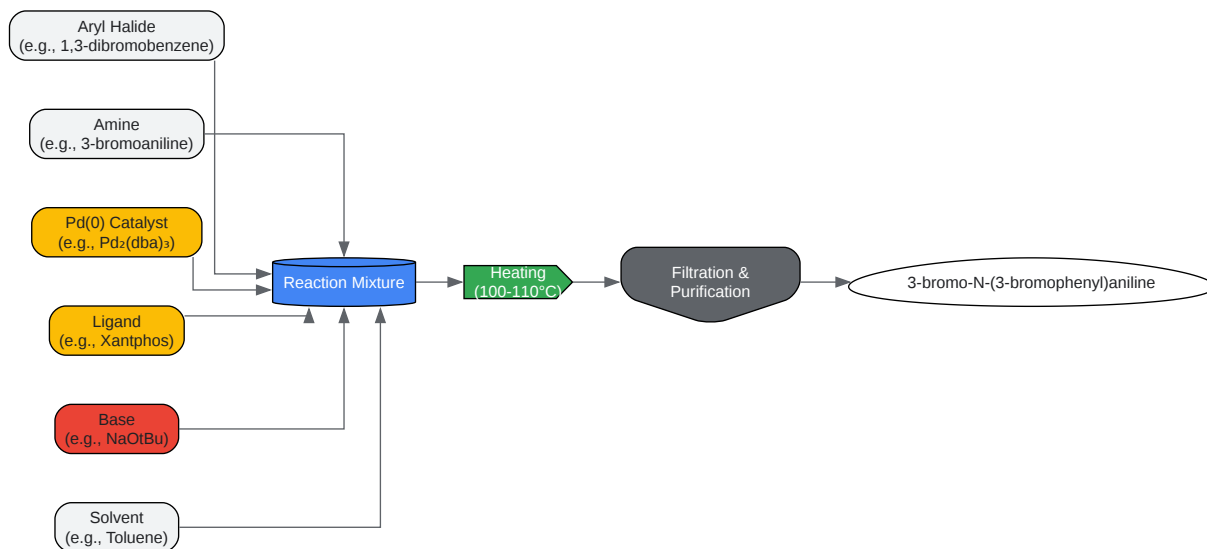 Aryl Halide
(e.g., 1,3-dibromobenzene)
Amine
(e.g., 3-bromoaniline)
Pd(0) Catalyst
(e.g., Pd₂(dba)₃)
Ligand
(e.g., Xantphos)
Base
(e.g., NaOtBu)
Solvent
(e.g., Toluene)
Reaction Mixture
Heating
(100-110°C)
Filtration &
Purification
3-bromo-N-(3-bromophenyl)aniline